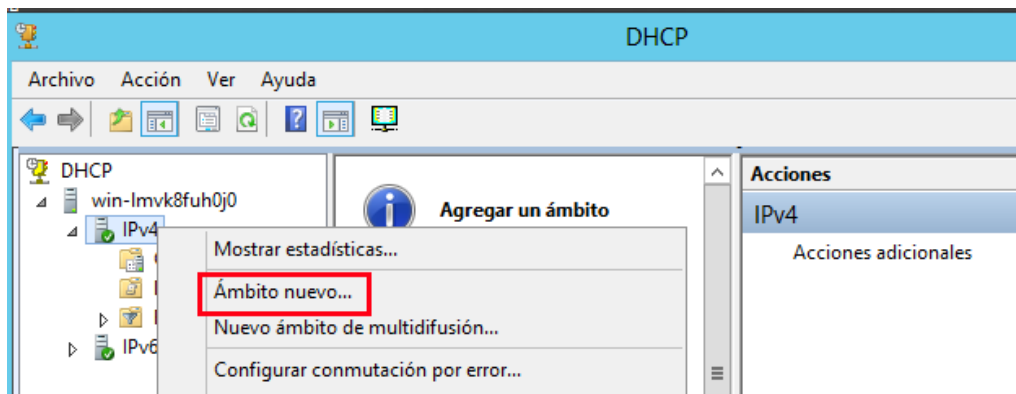 DHCP
Archivo Acción Ver Ayuda
DHCP
win-lmvk8fuh0j0
IPv4
IPv6
Agregar un ámbito
Mostrar estadísticas...
Ámbito nuevo...
Nuevo ámbito de multidifusión...
Configurar conmutación por error...
Acciones
IPv4
Acciones adicionales